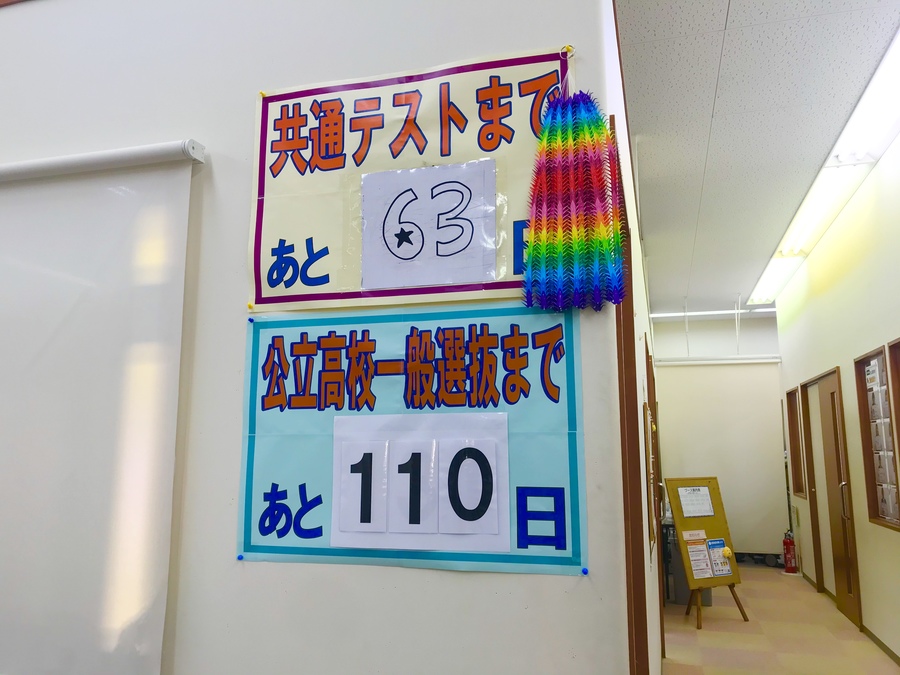 共通テストまで
あと 63 日
公立高校一般選抜まで
あと 110 日